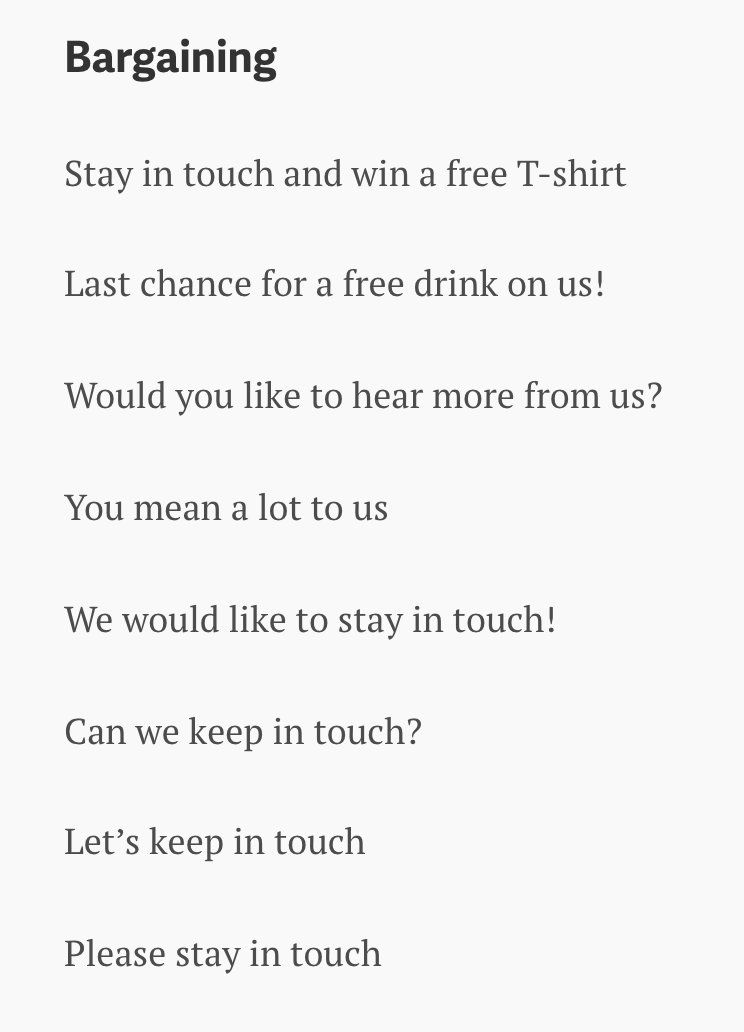 Bargaining
Stay in touch and win a free T-shirt
Last chance for a free drink on us!
Would you like to hear more from us?
You mean a lot to us
We would like to stay in touch!
Can we keep in touch?
Let’s keep in touch
Please stay in touch